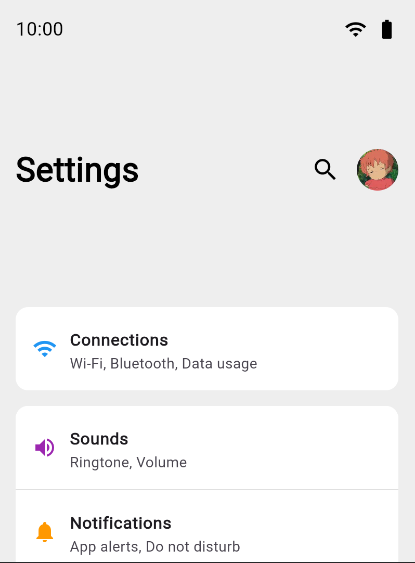 10:00
Settings
Connections
Wi-Fi, Bluetooth, Data usage
Sounds
Ringtone, Volume
Notifications
App alerts, Do not disturb